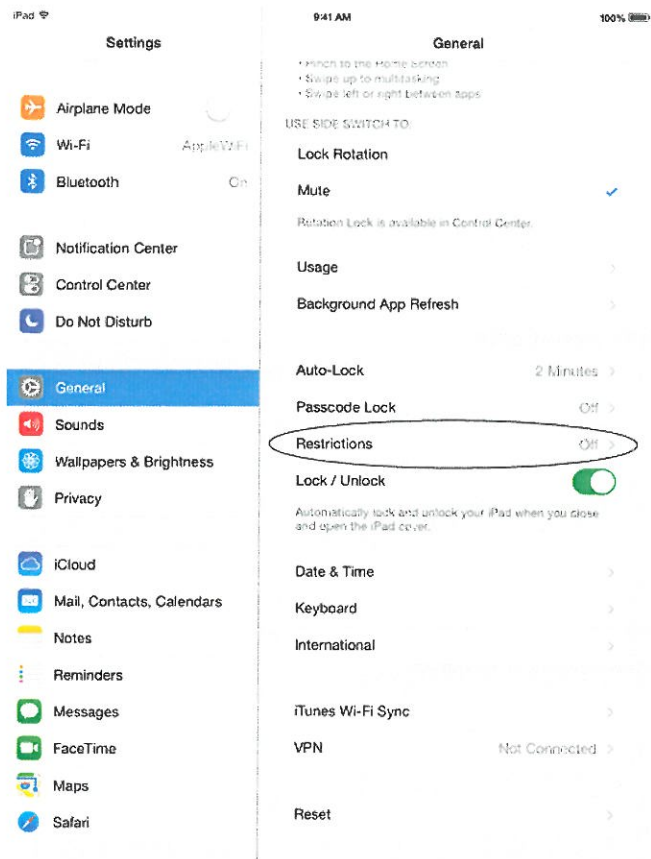 iPad
9:41 AM
100%
Settings
General
Airplane Mode
Wi-Fi
AppleWiFi
Bluetooth
On
Notification Center
Control Center
Do Not Disturb
General
Sounds
Wallpapers & Brightness
Privacy
iCloud
Mail, Contacts, Calendars
Notes
Reminders
Messages
FaceTime
Maps
Safari
• Pinch to the Home Screen
• Swipe up to multitasking
• Swipe left or right between apps
USE SIDE SWITCH TO:
Lock Rotation
Mute
Rotation Lock is available in Control Center.
Usage
Background App Refresh
Auto-Lock
2 Minutes
Passcode Lock
Off
Restrictions
Off
Lock / Unlock
Automatically lock and unlock your iPad when you close
and open the iPad cover.
Date & Time
Keyboard
International
iTunes Wi-Fi Sync
VPN
Not Connected
Reset